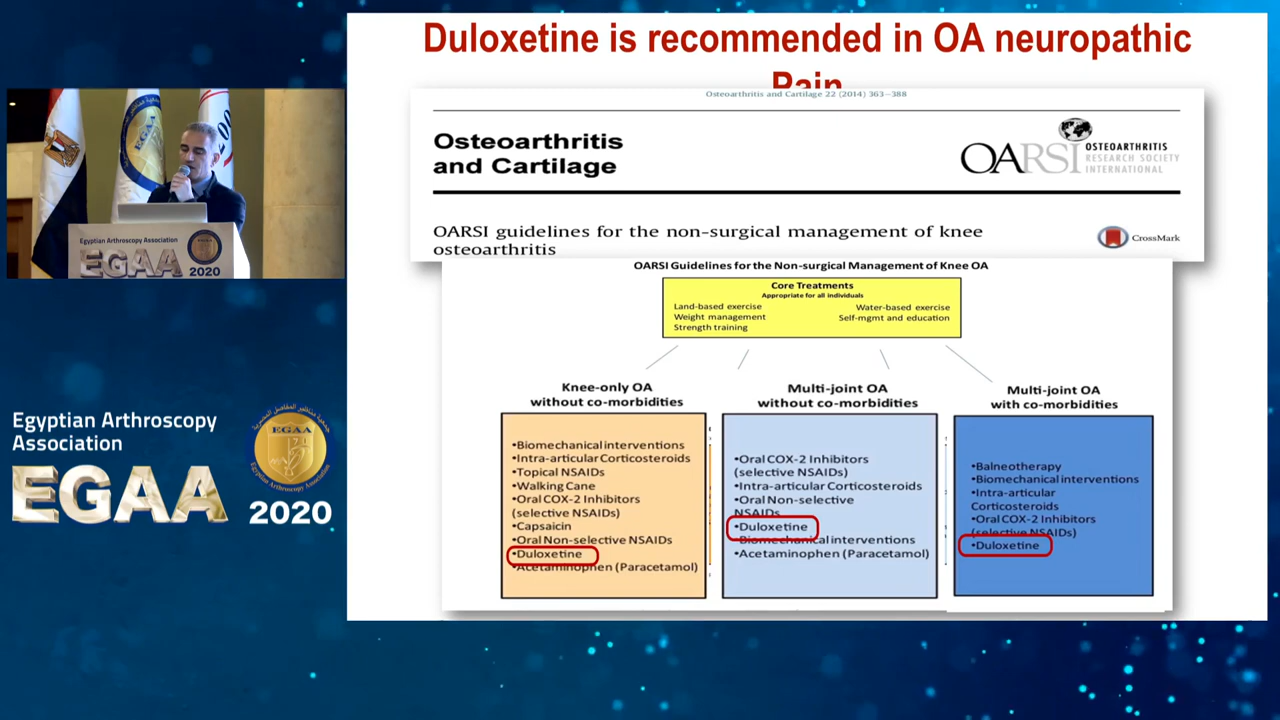 Duloxetine is recommended in OA neuropathic
Pain
Osteoarthritis and Cartilage 22 (2014) 363–388
Osteoarthritis
and Cartilage
OARSI
OSTEOARTHRITIS
RESEARCH SOCIETY
INTERNATIONAL
OARSI guidelines for the non-surgical management of knee
osteoarthritis
CrossMark
OARSI Guidelines for the Non-surgical Management of Knee OA
Core Treatments
Appropriate for all individuals
Land-based exercise
Weight management
Strength training
Water-based exercise
Self-mgmt and education
Knee-only OA
without co-morbidities
•Biomechanical interventions
•Intra-articular Corticosteroids
•Topical NSAIDs
•Walking Cane
•Oral COX-2 Inhibitors
(selective NSAIDs)
•Capsaicin
•Oral Non-selective NSAIDs
•Duloxetine
•Acetaminophen (Paracetamol)
Multi-joint OA
without co-morbidities
•Oral COX-2 Inhibitors
(selective NSAIDs)
•Intra-articular Corticosteroids
•Oral Non-selective
NSAIDs
•Duloxetine
•Biomechanical interventions
•Acetaminophen (Paracetamol)
Multi-joint OA
with co-morbidities
•Balneotherapy
•Biomechanical interventions
•Intra-articular
Corticosteroids
•Oral COX-2 Inhibitors
(selective NSAIDs)
•Duloxetine
EGAA
Egyptian Arthroscopy Association
EGAA
2020
Egyptian Arthroscopy
Association
EGAA
EGAA
2020